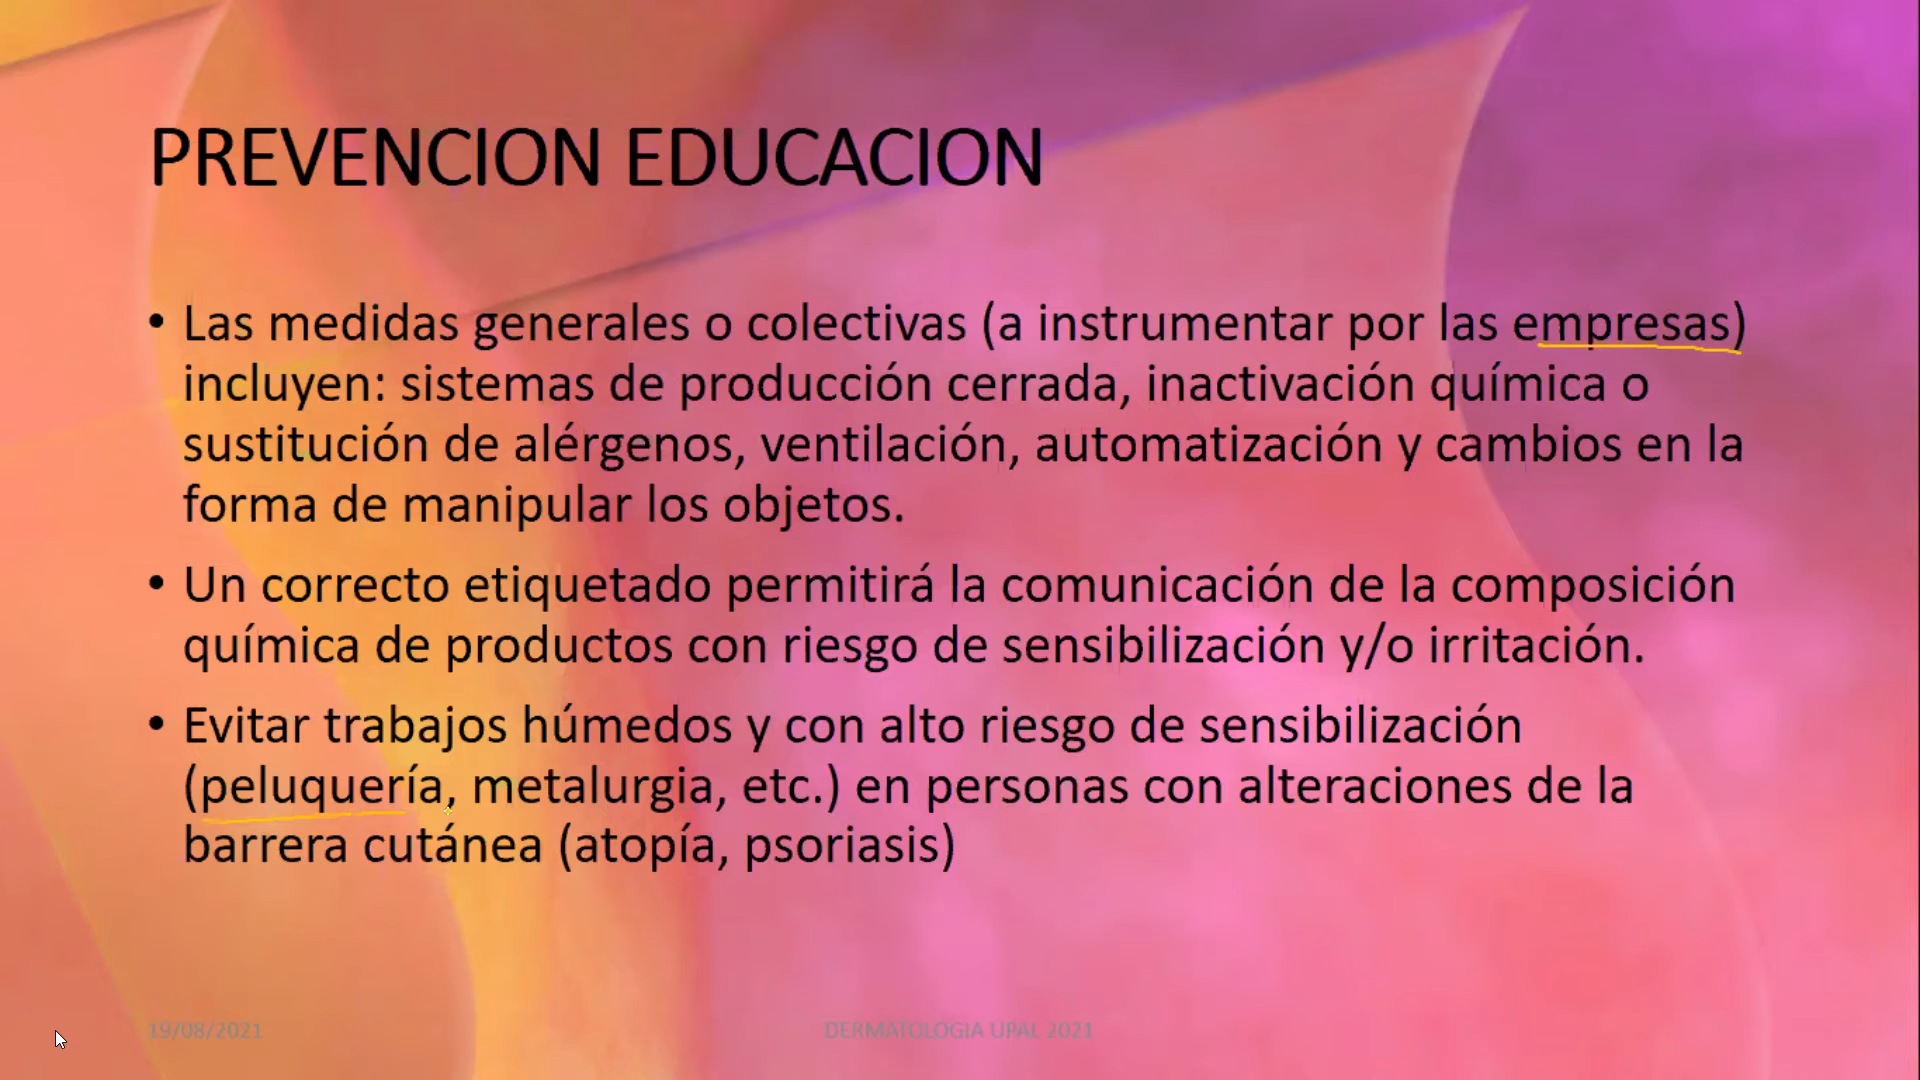 PREVENCION EDUCACION
• Las medidas generales o colectivas (a instrumentar por las empresas)
incluyen: sistemas de producción cerrada, inactivación química o
sustitución de alérgenos, ventilación, automatización y cambios en la
forma de manipular los objetos.
• Un correcto etiquetado permitirá la comunicación de la composición
química de productos con riesgo de sensibilización y/o irritación.
• Evitar trabajos húmedos y con alto riesgo de sensibilización
(peluquería, metalurgia, etc.) en personas con alteraciones de la
barrera cutánea (atopía, psoriasis)
19/08/2021
DERMATOLOGIA UPAL 2021